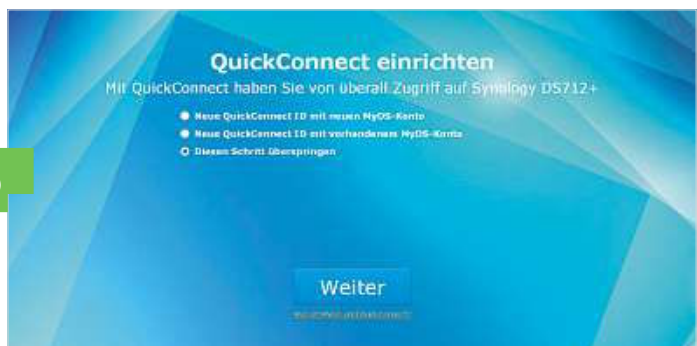 QuickConnect einrichten
Mit QuickConnect haben Sie von überall Zugriff auf Synology DS712+
Neue QuickConnect ID mit neuen MyDS-Konto
Neue QuickConnect ID mit vorhandenem MyDS-Konto
Diesen Schritt überspringen
Weiter